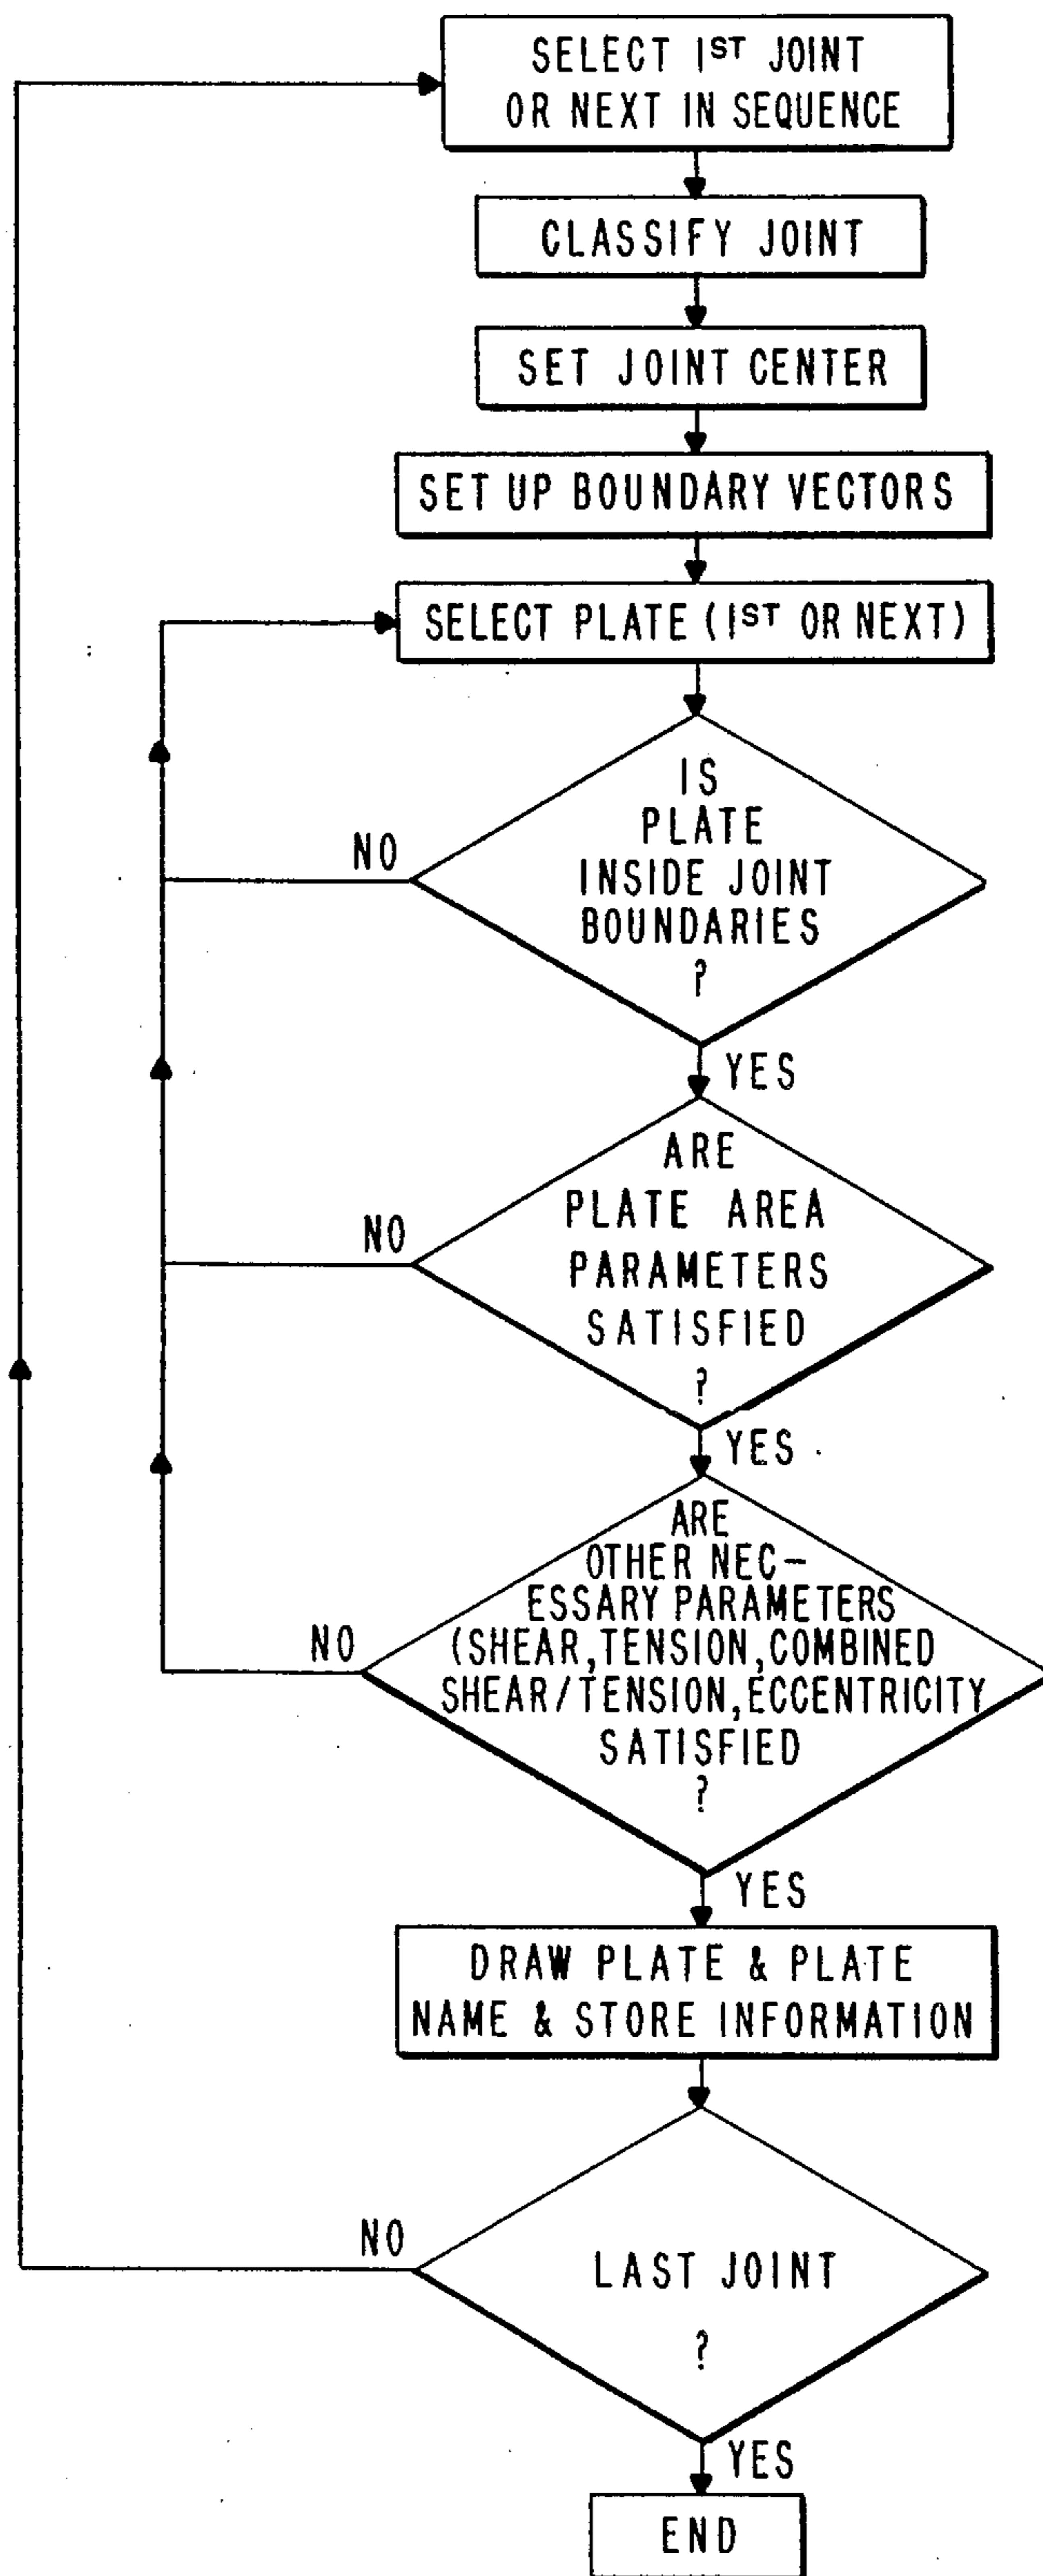 SELECT 1ST JOINT
OR NEXT IN SEQUENCE
CLASSIFY JOINT
SET JOINT CENTER
SET UP BOUNDARY VECTORS
SELECT PLATE (1ST OR NEXT)
IS
PLATE
INSIDE JOINT
BOUNDARIES
?
NO
YES
ARE
PLATE AREA
PARAMETERS
SATISFIED
?
NO
YES
ARE
OTHER NEC-
ESSARY PARAMETERS
(SHEAR, TENSION, COMBINED
SHEAR/TENSION, ECCENTRICITY
SATISFIED
?
NO
YES
DRAW PLATE & PLATE
NAME & STORE INFORMATION
LAST JOINT
?
NO
YES
END